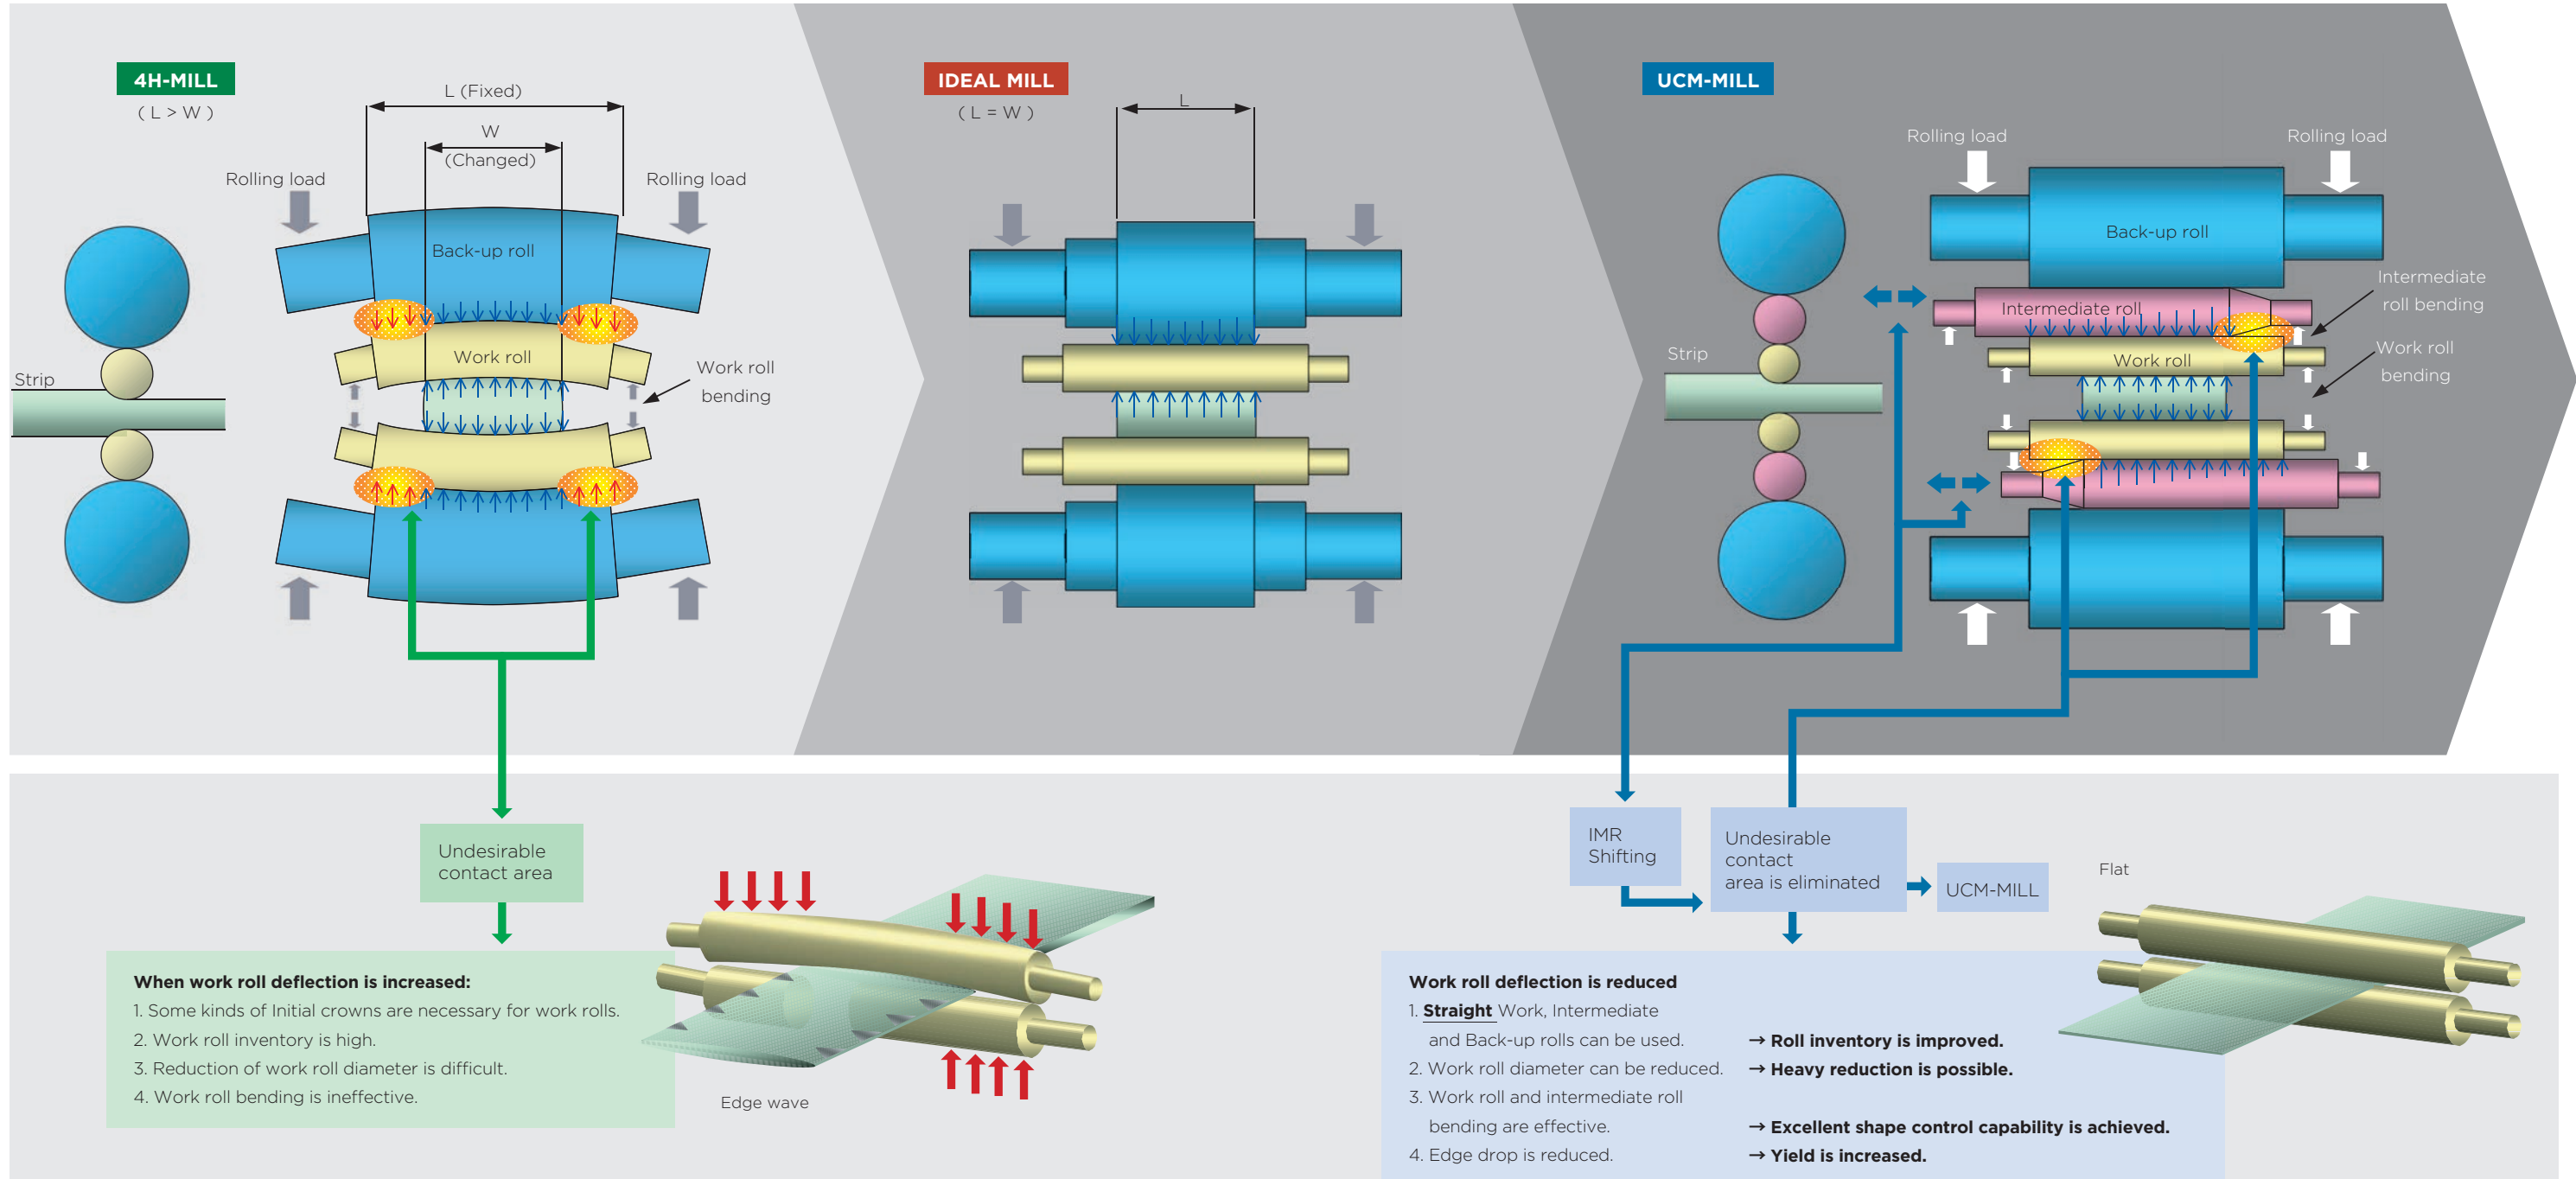 4H-MILL
( L > W )
L (Fixed)
W
(Changed)
Rolling load
Rolling load
Back-up roll
Work roll
Strip
Work roll
bending
IDEAL MILL
( L = W )
L
UCM-MILL
Rolling load
Rolling load
Back-up roll
Intermediate
roll bending
Intermediate roll
Work roll
bending
Work roll
Strip
Undesirable
contact area
When work roll deflection is increased:
1. Some kinds of Initial crowns are necessary for work rolls.
2. Work roll inventory is high.
3. Reduction of work roll diameter is difficult.
4. Work roll bending is ineffective.
Edge wave
IMR
Shifting
Undesirable
contact
area is eliminated
UCM-MILL
Flat
Work roll deflection is reduced
1. Straight Work, Intermediate
and Back-up rolls can be used. → Roll inventory is improved.
2. Work roll diameter can be reduced. → Heavy reduction is possible.
3. Work roll and intermediate roll
bending are effective. → Excellent shape control capability is achieved.
4. Edge drop is reduced. → Yield is increased.